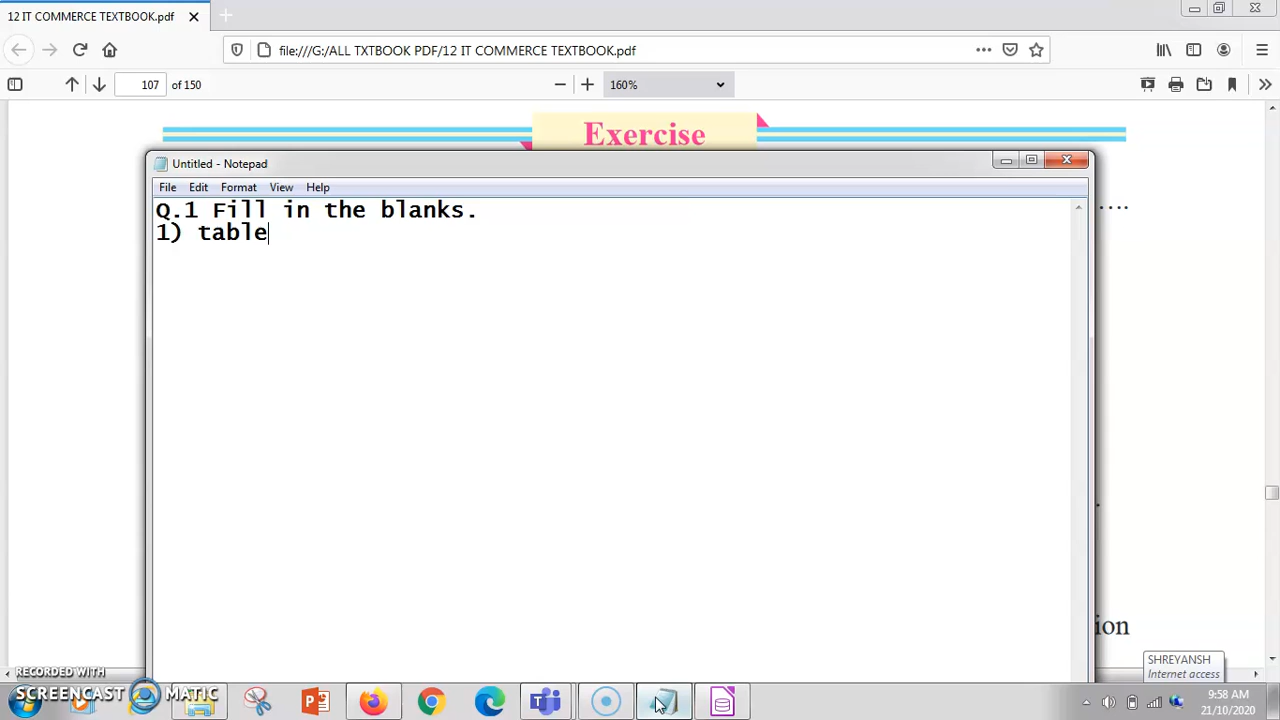 12 IT COMMERCE TEXTBOOK.pdf
file:///G:/ALL TXTBOOK PDF/12 IT COMMERCE TEXTBOOK.pdf
107 of 150
160%
Exercise
Untitled - Notepad
File Edit Format View Help
Q.1 Fill in the blanks.
1) table
....
ion
SHREYANSH
Internet access
RECORDED WITH
SCREENCAST MATIC
9:58 AM
21/10/2020